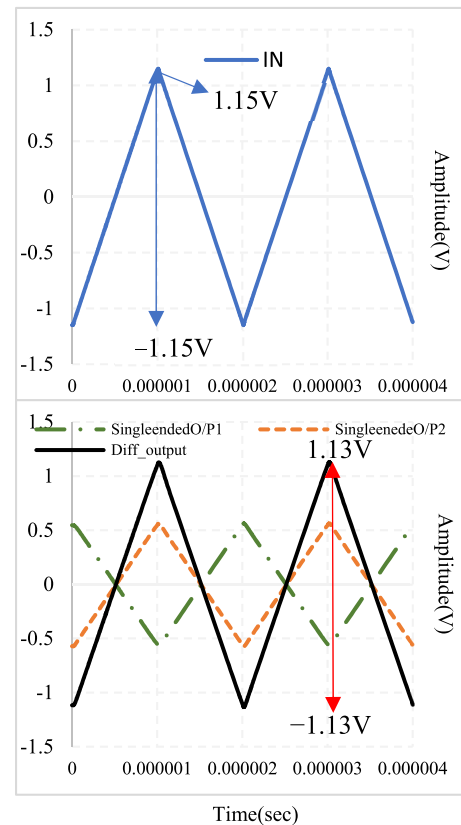 1.5
IN
1
1.15V
0.5
0
-0.5
-1
−1.15V
-1.5
Amplitude(V)
0 0.000001 0.000002 0.000003 0.000004
1.5
SingleendedO/P1 SingleenedeO/P2
Diff_output 1.13V
1
0.5
0
-0.5
-1
−1.13V
-1.5
Amplitude(V)
0 0.000001 0.000002 0.000003 0.000004
Time(sec)